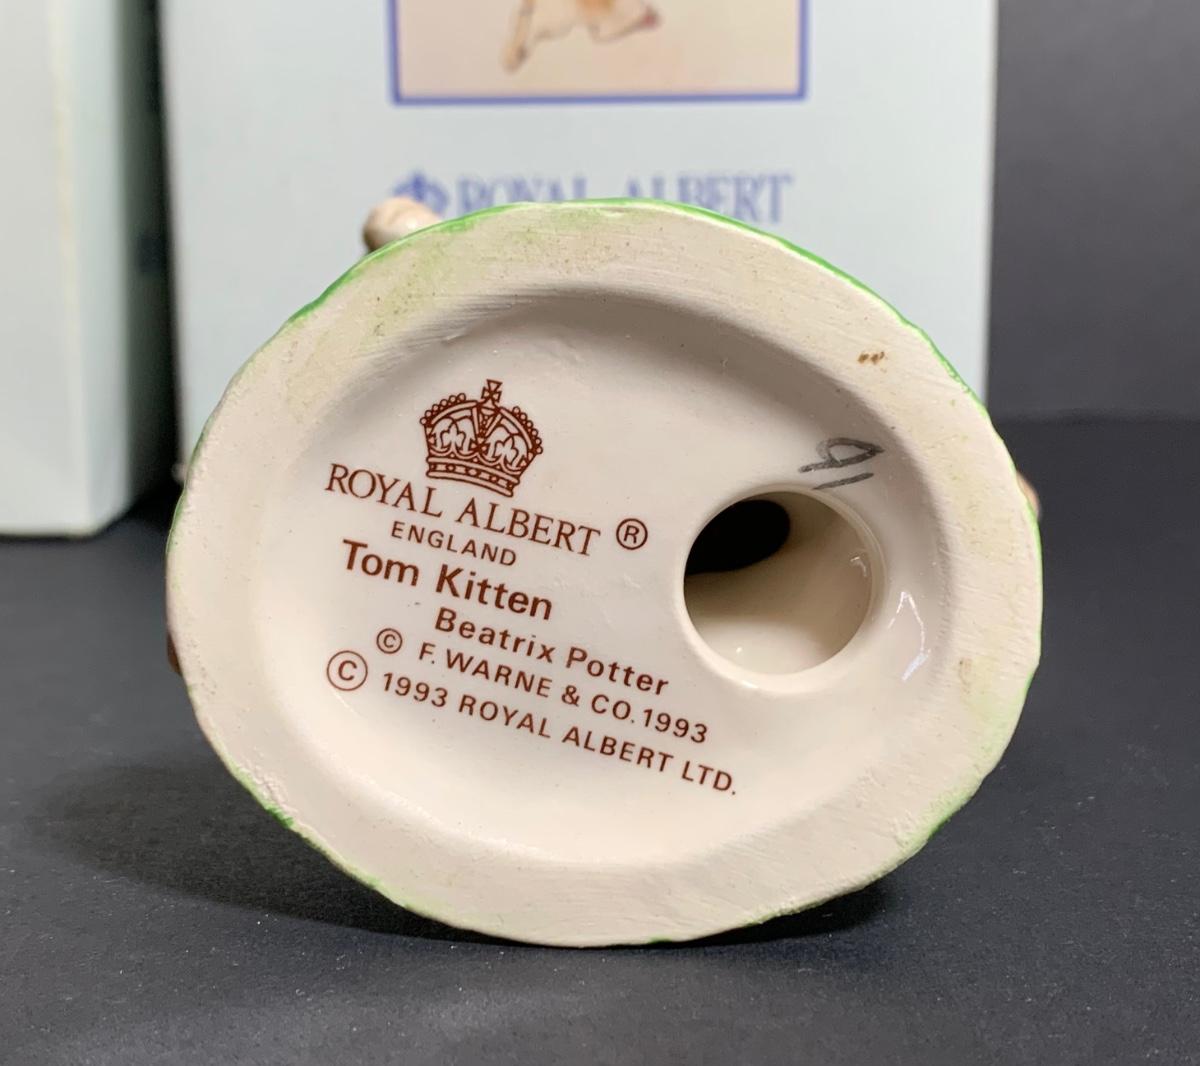 ROYAL ALBERT
ROYAL ALBERT ®
ENGLAND
Tom Kitten
Beatrix Potter
© F. WARNE & CO. 1993
© 1993 ROYAL ALBERT LTD.